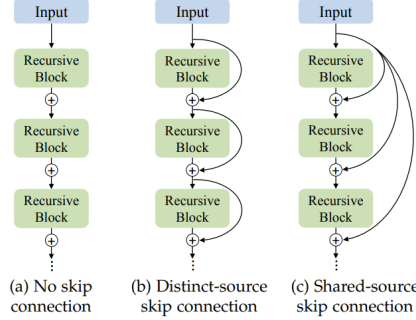 Input
Recursive
Block
+
Recursive
Block
+
Recursive
Block
+
(a) No skip
connection
Input
Recursive
Block
+
Recursive
Block
+
Recursive
Block
+
(b) Distinct-source
skip connection
Input
Recursive
Block
+
Recursive
Block
+
Recursive
Block
+
(c) Shared-source
skip connection